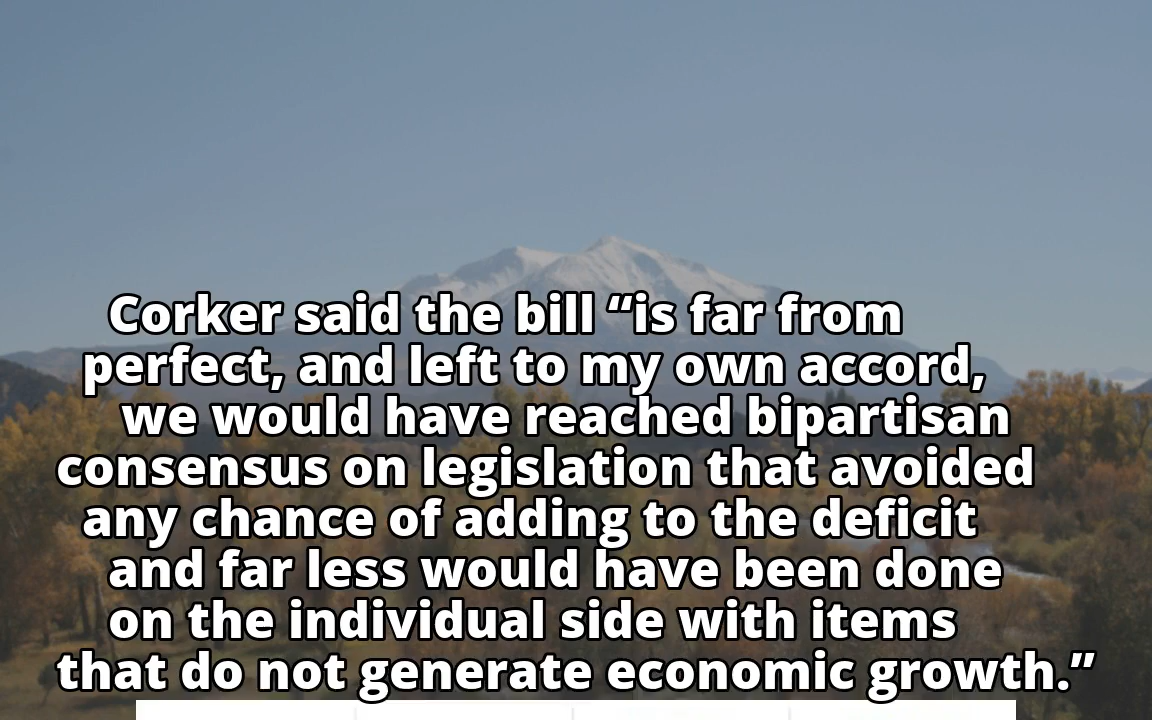 Corker said the bill “is far from
perfect, and left to my own accord,
we would have reached bipartisan
consensus on legislation that avoided
any chance of adding to the deficit
and far less would have been done
on the individual side with items
that do not generate economic growth.”